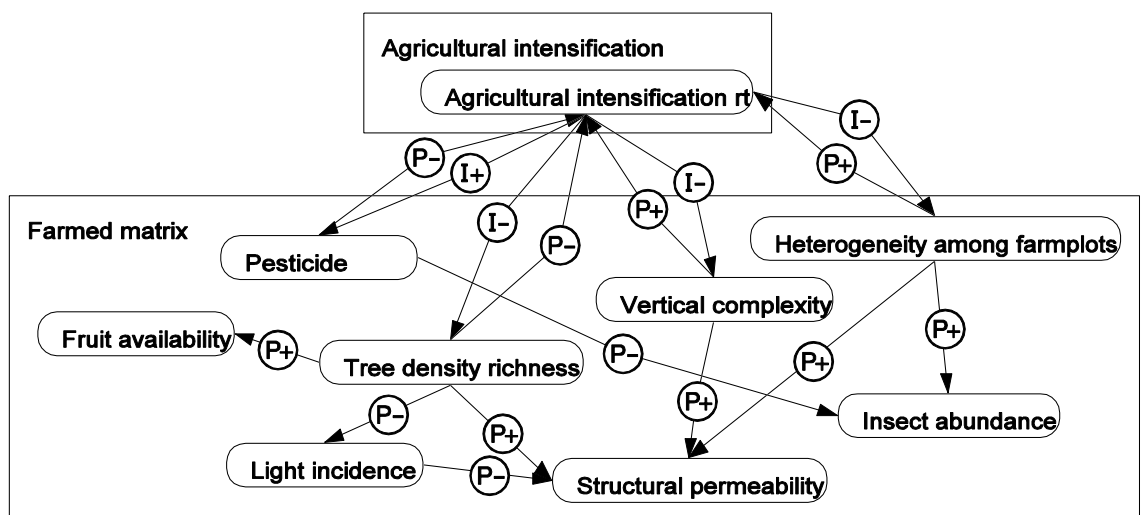 Agricultural intensification
Agricultural intensification rt
P-
I+
I-
P-
P+
I-
I-
P+
Farmed matrix
Pesticide
Heterogeneity among farmplots
Vertical complexity
Fruit availability
P+
Tree density richness
P-
P+
P+
P-
P+
P+
Insect abundance
Light incidence
P-
Structural permeability